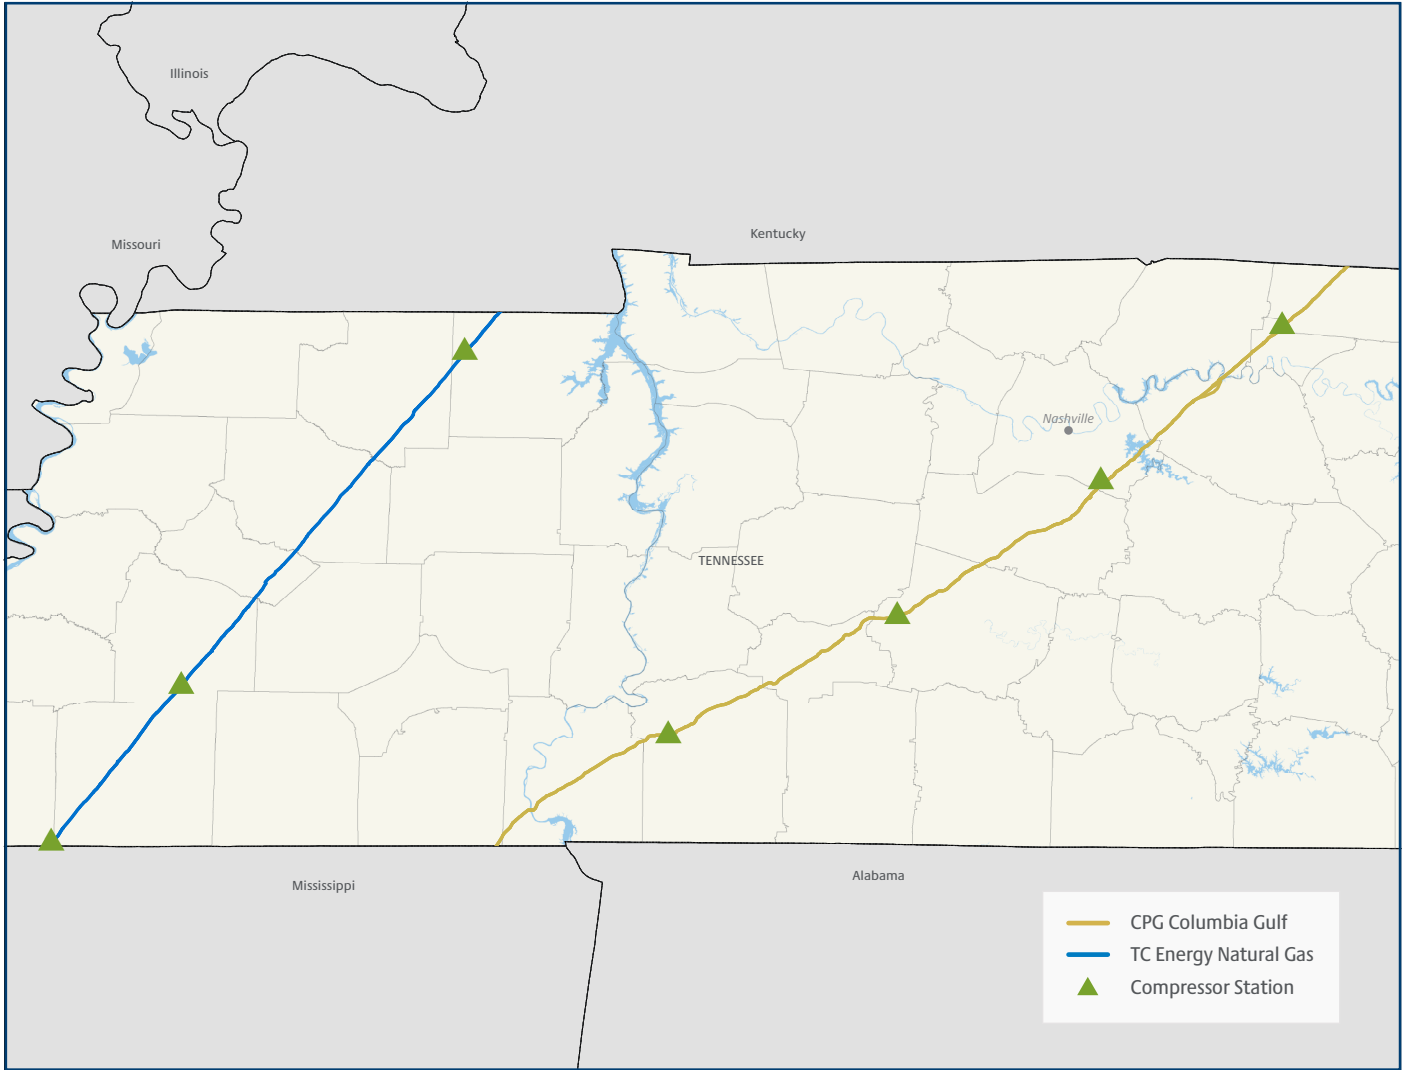 Illinois
Kentucky
Missouri
Nashville
TENNESSEE
Alabama
Mississippi
CPG Columbia Gulf
TC Energy Natural Gas
Compressor Station